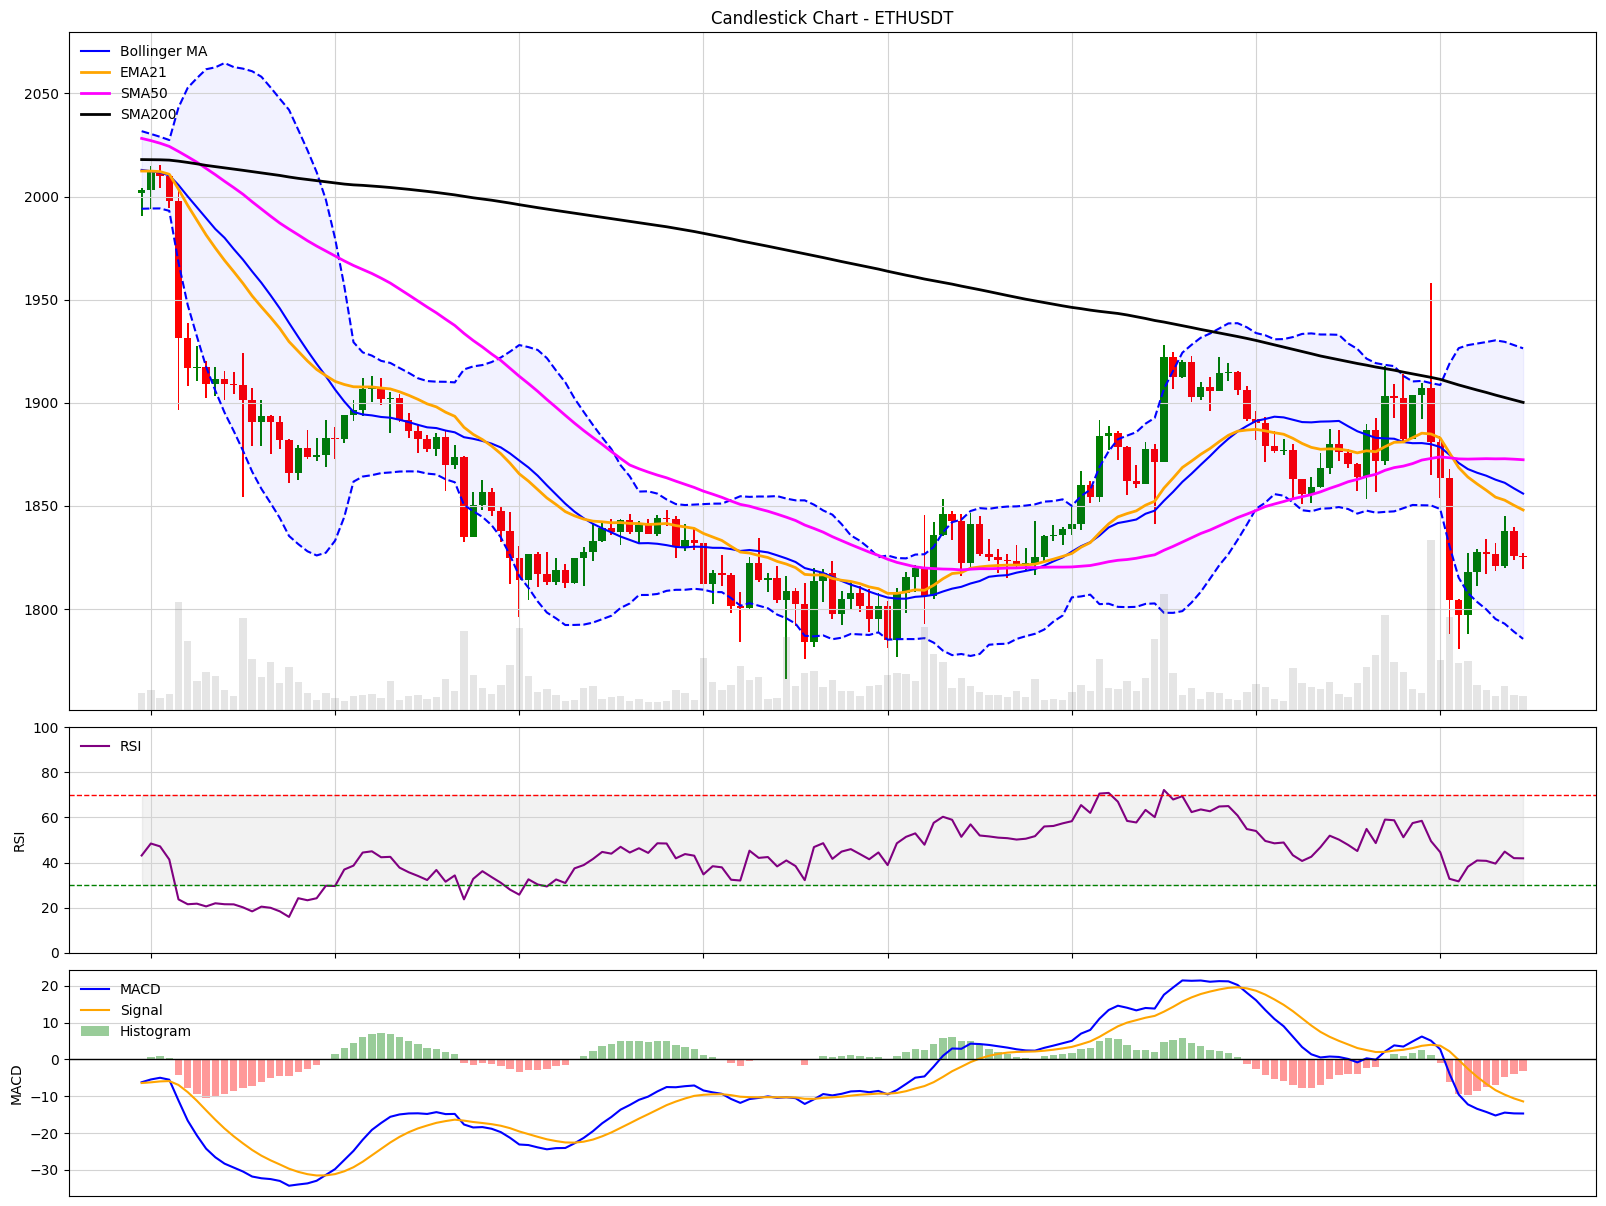 Candlestick Chart - ETHUSDT
Bollinger MA
EMA21
SMA50
SMA200
2050
2000
1950
1900
1850
1800
RSI
100
80
60
40
20
0
RSI
MACD
Signal
Histogram
20
10
0
−10
−20
−30
MACD